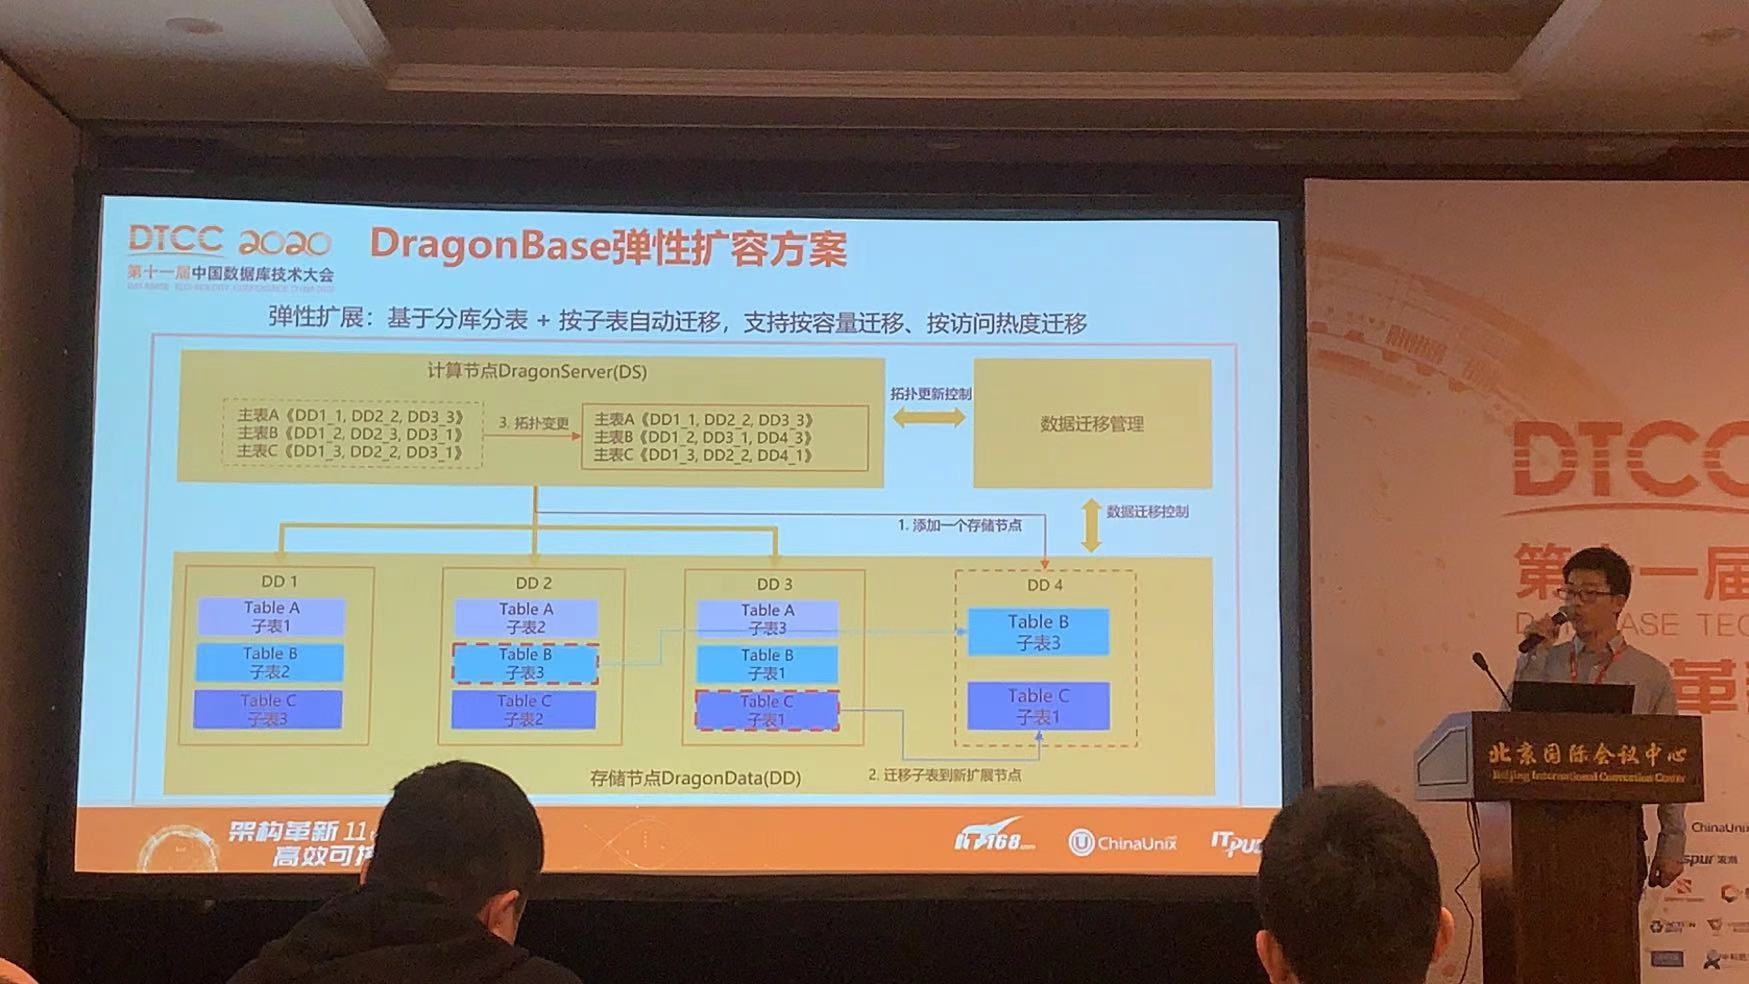 DTCC 2020
第十一届中国数据库技术大会
DragonBase弹性扩容方案
弹性扩展：基于分库分表 + 按子表自动迁移，支持按容量迁移、按访问热度迁移
计算节点DragonServer(DS)
主表A《DD1_1, DD2_2, DD3_3》
主表B《DD1_2, DD2_3, DD3_1》
主表C《DD1_3, DD2_2, DD3_1》
3. 拓扑变更
主表A《DD1_1, DD2_2, DD3_3》
主表B《DD1_2, DD3_1, DD4_3》
主表C《DD1_3, DD2_2, DD4_1》
拓扑更新控制
数据迁移管理
数据迁移控制
1. 添加一个存储节点
DD 1
Table A
子表1
Table B
子表2
Table C
子表3
DD 2
Table A
子表2
Table B
子表3
Table C
子表2
DD 3
Table A
子表3
Table B
子表1
Table C
子表1
DD 4
Table B
子表3
Table C
子表1
存储节点DragonData(DD)
2. 迁移子表到新扩展节点
架构革新
高效可
IT168.com
ChinaUnix
DTCC
第十一届
TEC
革
北京国际会议中心
Beijing International Convention Center
ChinaUnix